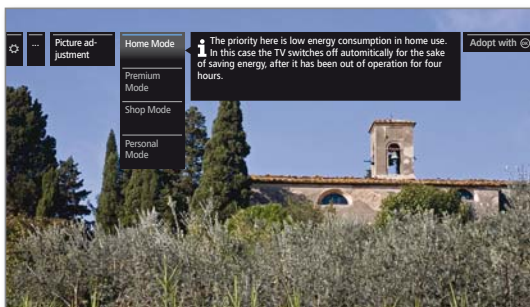 ...
Picture ad-
justment
Home Mode
Premium
Mode
Shop Mode
Personal
Mode
The priority here is low energy consumption in home use.
In this case the TV switches off automitically for the sake
of saving energy, after it has been out of operation for four
hours.
Adopt with OK